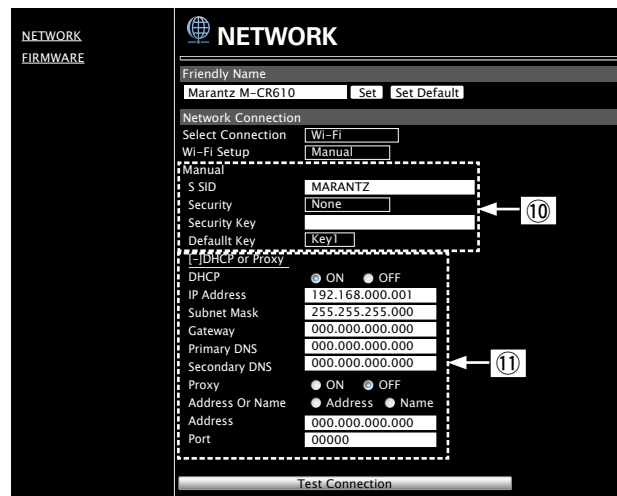 NETWORK
FIRMWARE
NETWORK
Friendly Name
Marantz M-CR610 Set Set Default
Network Connection
Select Connection Wi-Fi
Wi-Fi Setup Manual
Manual
S SID MARANTZ
Security None
Security Key
Defaullt Key Key1
⑩
[-]DHCP or Proxy
DHCP ON OFF
IP Address 192.168.000.001
Subnet Mask 255.255.255.000
Gateway 000.000.000.000
Primary DNS 000.000.000.000
Secondary DNS 000.000.000.000
⑪
Proxy ON OFF
Address Or Name Address Name
Address 000.000.000.000
Port 00000
Test Connection